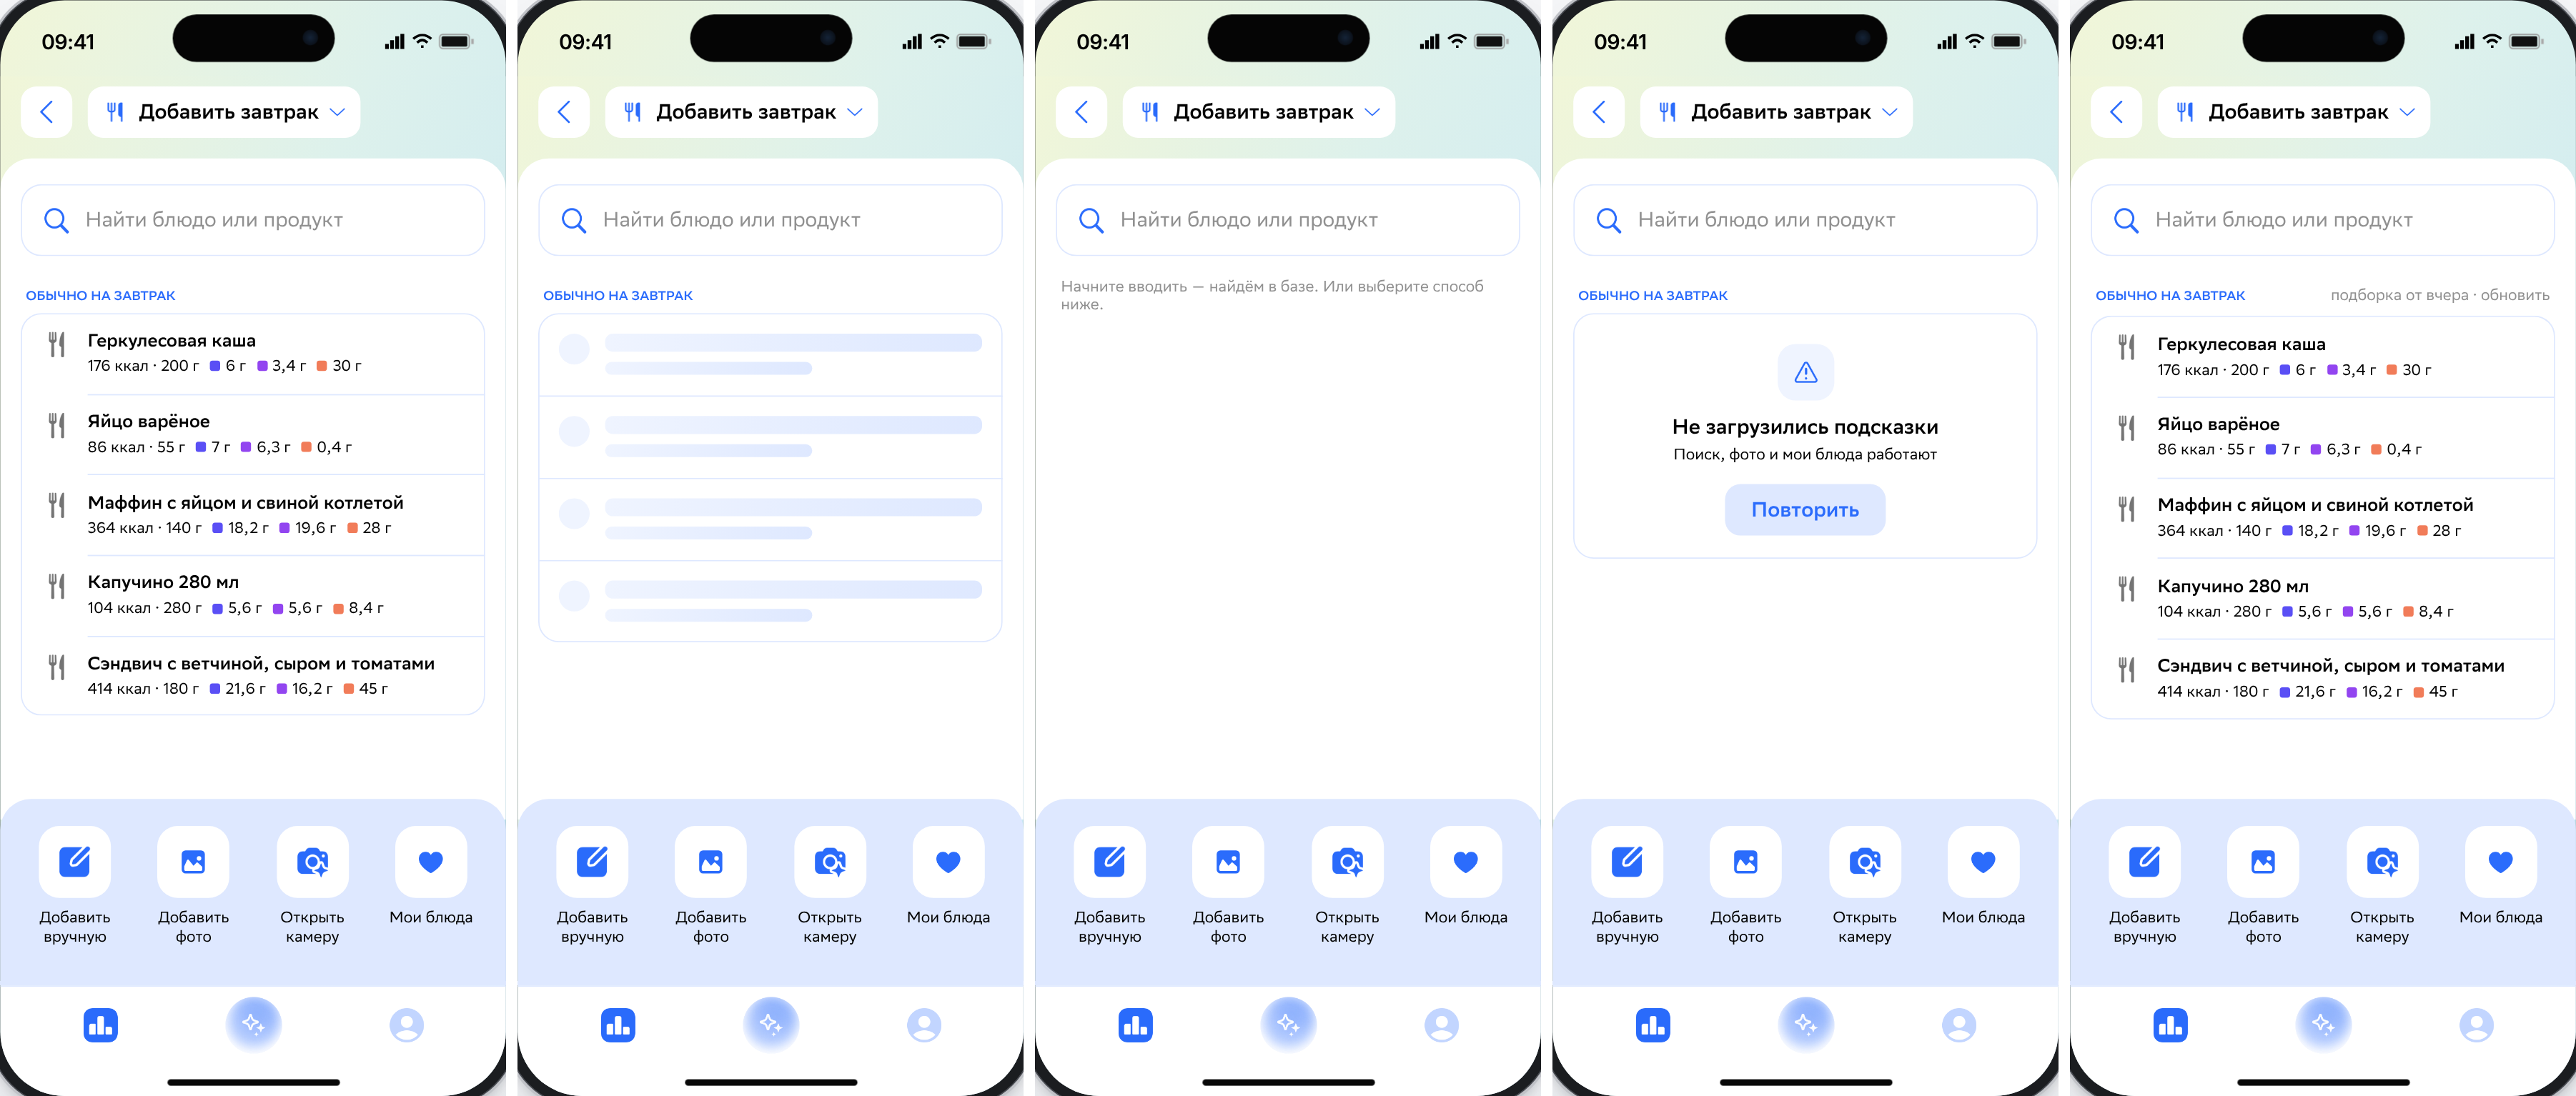 09:41
Добавить завтрак
Найти блюдо или продукт
ОБЫЧНО НА ЗАВТРАК
Геркулесовая каша
176 ккал · 200 г 6 г 3,4 г 30 г
Яйцо варёное
86 ккал · 55 г 7 г 6,3 г 0,4 г
Маффин с яйцом и свиной котлетой
364 ккал · 140 г 18,2 г 19,6 г 28 г
Капучино 280 мл
104 ккал · 280 г 5,6 г 5,6 г 8,4 г
Сэндвич с ветчиной, сыром и томатами
414 ккал · 180 г 21,6 г 16,2 г 45 г
Добавить вручную
Добавить фото
Открыть камеру
Мои блюда
09:41
Добавить завтрак
Найти блюдо или продукт
ОБЫЧНО НА ЗАВТРАК
Добавить вручную
Добавить фото
Открыть камеру
Мои блюда
09:41
Добавить завтрак
Найти блюдо или продукт
Начните вводить — найдём в базе. Или выберите способ
ниже.
Добавить вручную
Добавить фото
Открыть камеру
Мои блюда
09:41
Добавить завтрак
Найти блюдо или продукт
ОБЫЧНО НА ЗАВТРАК
Не загрузились подсказки
Поиск, фото и мои блюда работают
Повторить
Добавить вручную
Добавить фото
Открыть камеру
Мои блюда
09:41
Добавить завтрак
Найти блюдо или продукт
ОБЫЧНО НА ЗАВТРАК подборка от вчера · обновить
Геркулесовая каша
176 ккал · 200 г 6 г 3,4 г 30 г
Яйцо варёное
86 ккал · 55 г 7 г 6,3 г 0,4 г
Маффин с яйцом и свиной котлетой
364 ккал · 140 г 18,2 г 19,6 г 28 г
Капучино 280 мл
104 ккал · 280 г 5,6 г 5,6 г 8,4 г
Сэндвич с ветчиной, сыром и томатами
414 ккал · 180 г 21,6 г 16,2 г 45 г
Добавить вручную
Добавить фото
Открыть камеру
Мои блюда